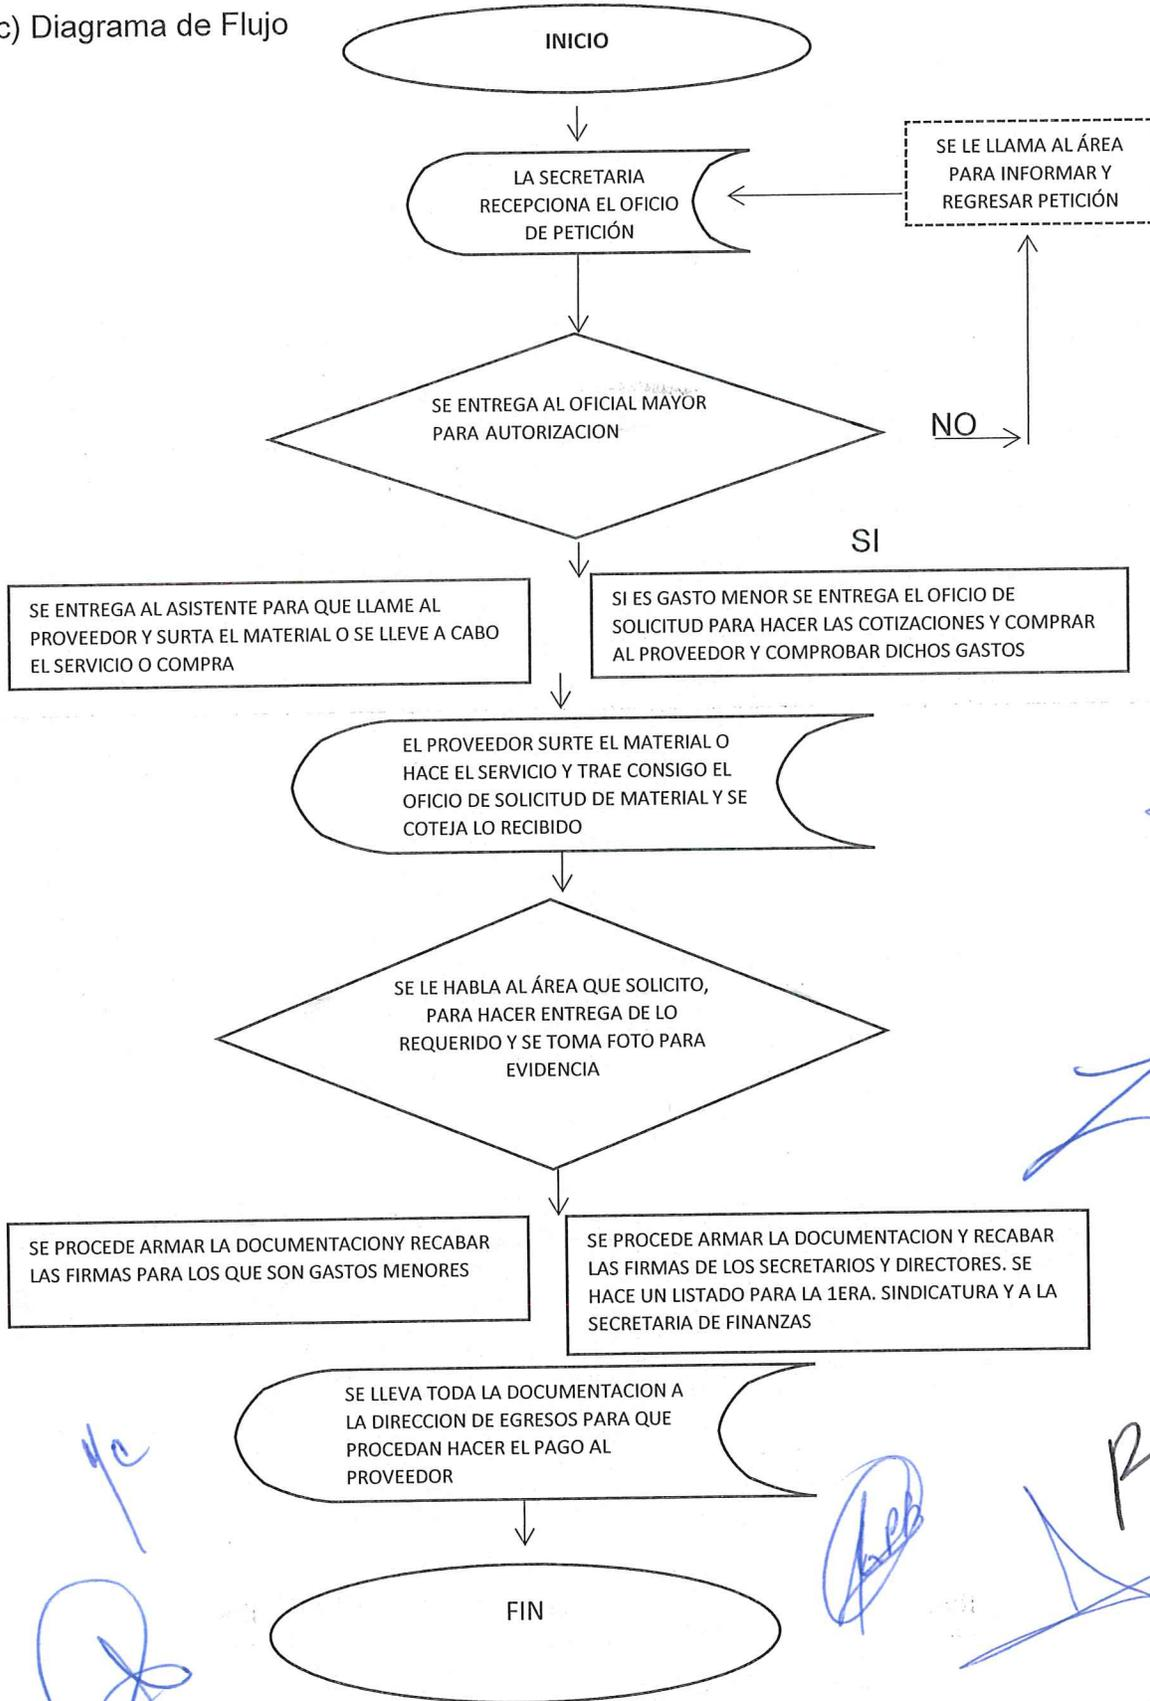 c) Diagrama de Flujo
INICIO
LA SECRETARIA
RECEPCIONA EL OFICIO
DE PETICIÓN
SE LE LLAMA AL ÁREA
PARA INFORMAR Y
REGRESAR PETICIÓN
SE ENTREGA AL OFICIAL MAYOR
PARA AUTORIZACION
NO
SI
SE ENTREGA AL ASISTENTE PARA QUE LLAME AL
PROVEEDOR Y SURTA EL MATERIAL O SE LLEVE A CABO
EL SERVICIO O COMPRA
SI ES GASTO MENOR SE ENTREGA EL OFICIO DE
SOLICITUD PARA HACER LAS COTIZACIONES Y COMPRAR
AL PROVEEDOR Y COMPROBAR DICHOS GASTOS
EL PROVEEDOR SURTE EL MATERIAL O
HACE EL SERVICIO Y TRAE CONSIGO EL
OFICIO DE SOLICITUD DE MATERIAL Y SE
COTEJA LO RECIBIDO
SE LE HABLA AL ÁREA QUE SOLICITO,
PARA HACER ENTREGA DE LO
REQUERIDO Y SE TOMA FOTO PARA
EVIDENCIA
SE PROCEDE ARMAR LA DOCUMENTACIONY RECABAR
LAS FIRMAS PARA LOS QUE SON GASTOS MENORES
SE PROCEDE ARMAR LA DOCUMENTACION Y RECABAR
LAS FIRMAS DE LOS SECRETARIOS Y DIRECTORES. SE
HACE UN LISTADO PARA LA 1ERA. SINDICATURA Y A LA
SECRETARIA DE FINANZAS
SE LLEVA TODA LA DOCUMENTACION A
LA DIRECCION DE EGRESOS PARA QUE
PROCEDAN HACER EL PAGO AL
PROVEEDOR
FIN